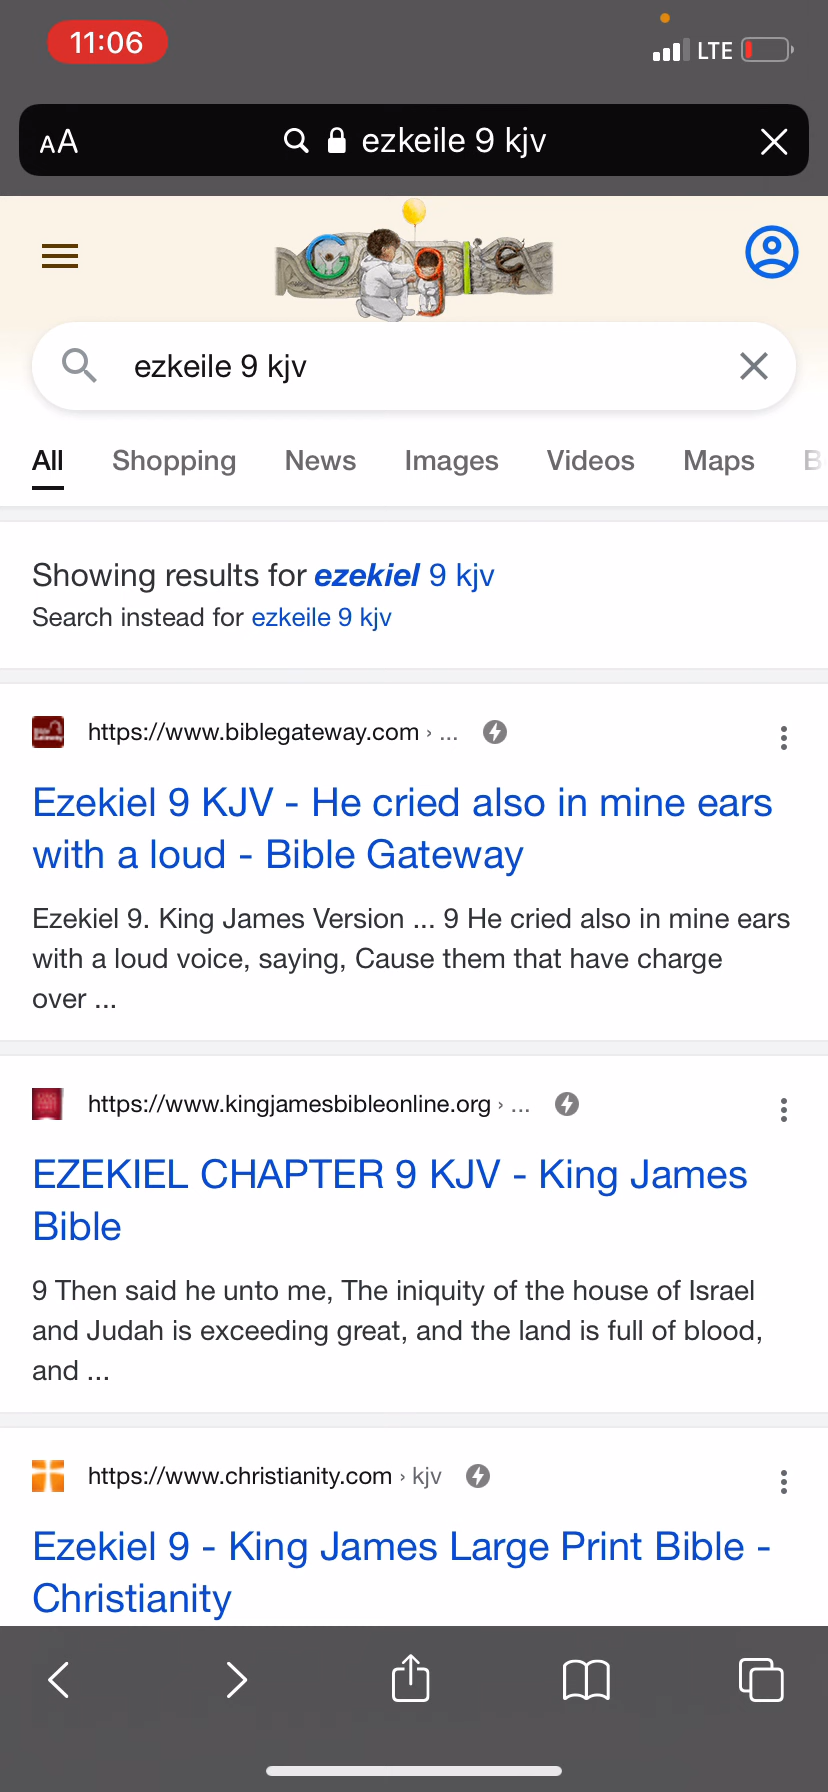 11:06
LTE
AA ezkeile 9 kjv
Google
ezkeile 9 kjv
All Shopping News Images Videos Maps
Showing results for ezekiel 9 kjv
Search instead for ezkeile 9 kjv
https://www.biblegateway.com › ...
Ezekiel 9 KJV - He cried also in mine ears
with a loud - Bible Gateway
Ezekiel 9. King James Version ... 9 He cried also in mine ears
with a loud voice, saying, Cause them that have charge
over ...
https://www.kingjamesbibleonline.org › ...
EZEKIEL CHAPTER 9 KJV - King James
Bible
9 Then said he unto me, The iniquity of the house of Israel
and Judah is exceeding great, and the land is full of blood,
and ...
https://www.christianity.com › kjv
Ezekiel 9 - King James Large Print Bible -
Christianity